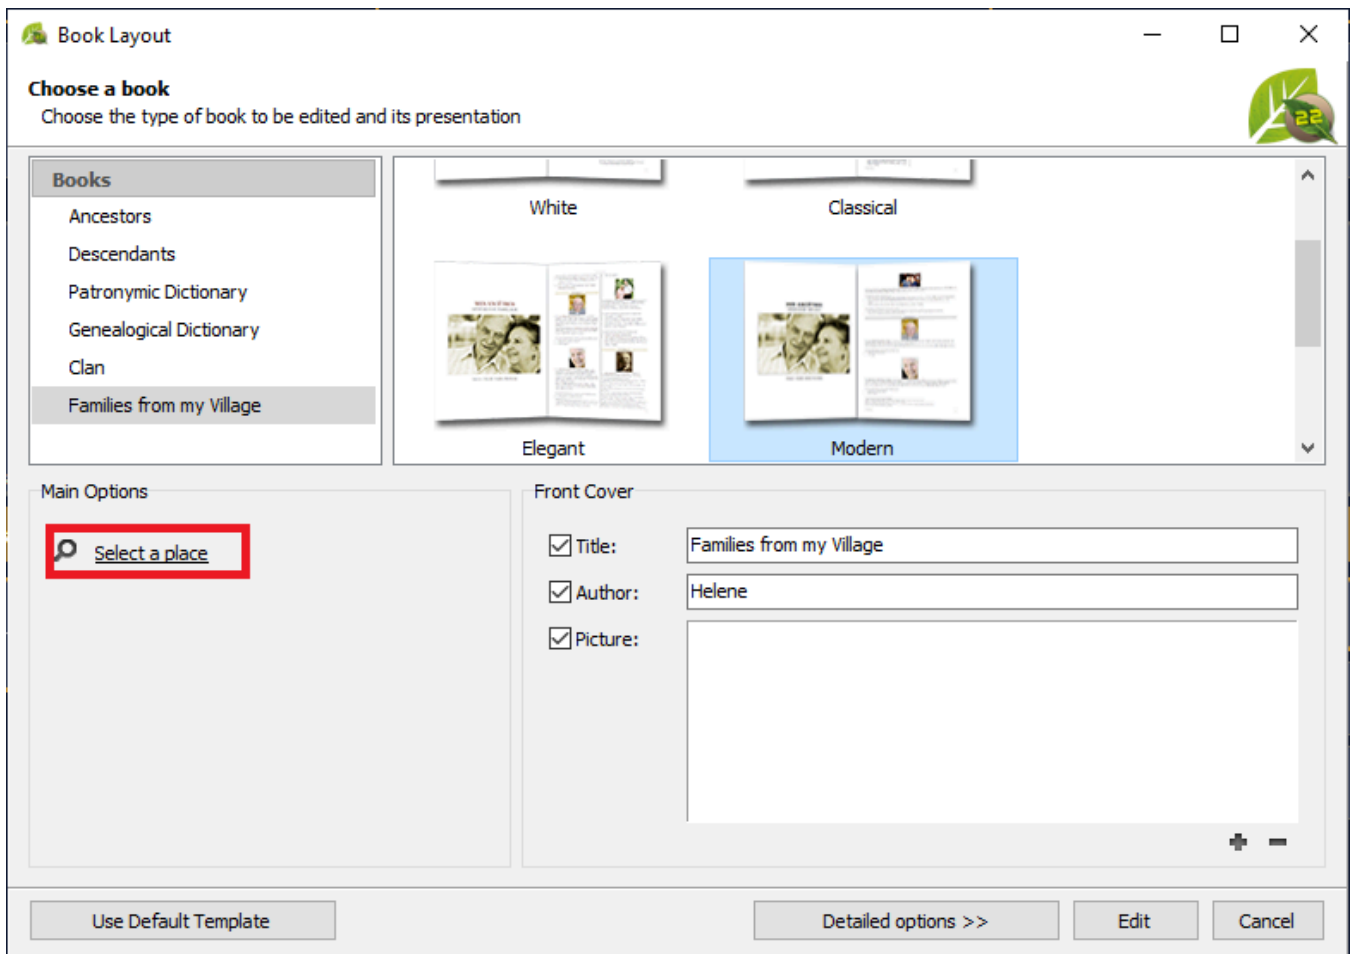 Book Layout
Choose a book
Choose the type of book to be edited and its presentation
22
Books
Ancestors
Descendants
Patronymic Dictionary
Genealogical Dictionary
Clan
Families from my Village
White
Classical
Elegant
Modern
Main Options
Select a place
Front Cover
Title:
Families from my Village
Author:
Helene
Picture:
Use Default Template
Detailed options >>
Edit
Cancel